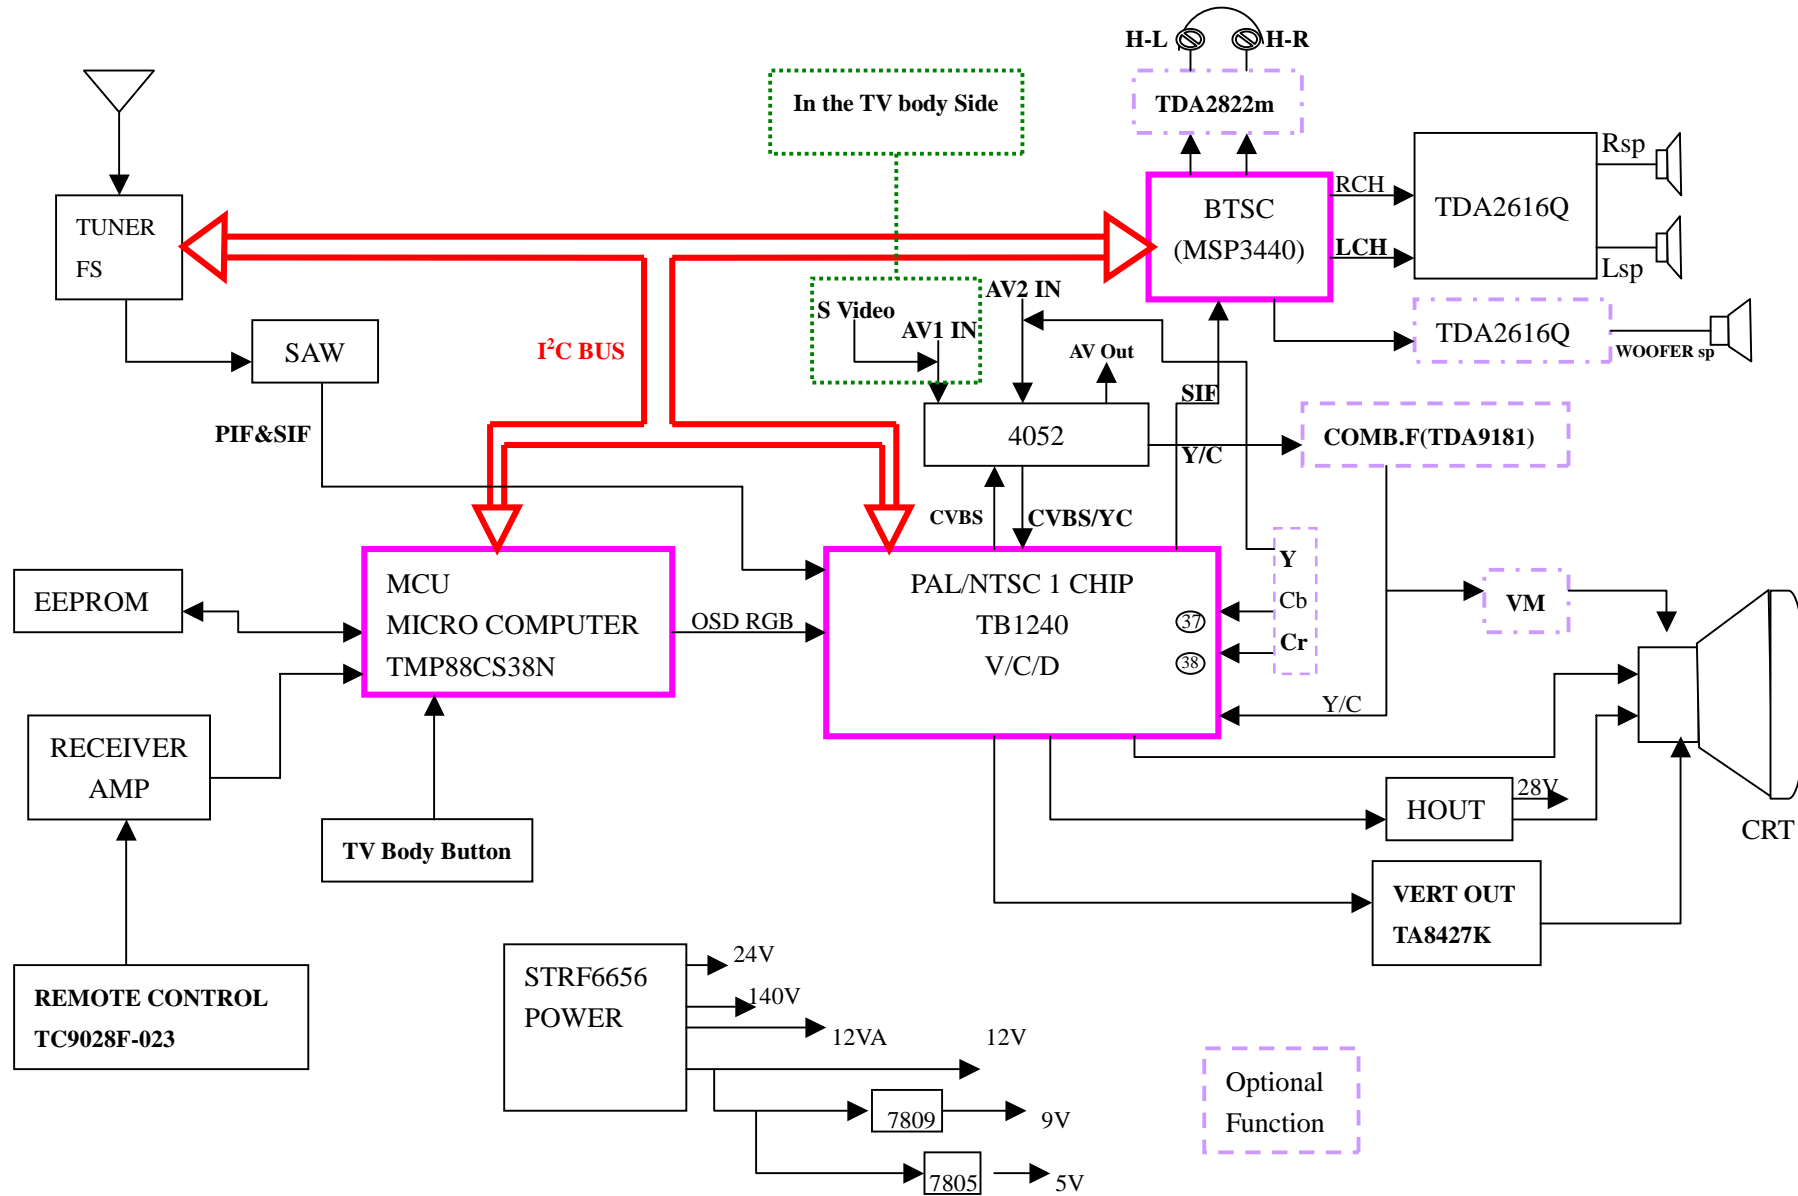 H-L
H-R
In the TV body Side
TDA2822m
TUNER
FS
BTSC
(MSP3440)
RCH
LCH
TDA2616Q
Rsp
Lsp
S Video
AV1 IN
AV2 IN
AV Out
TDA2616Q
WOOFER sp
SAW
I²C BUS
PIF&SIF
SIF
4052
Y/C
COMB.F(TDA9181)
CVBS
CVBS/YC
EEPROM
MCU
MICRO COMPUTER
TMP88CS38N
OSD RGB
PAL/NTSC 1 CHIP
TB1240
V/C/D
37
38
Y
Cb
Cr
Y/C
VM
RECEIVER
AMP
TV Body Button
HOUT
28V
CRT
VERT OUT
TA8427K
REMOTE CONTROL
TC9028F-023
STRF6656
POWER
24V
140V
12VA
12V
7809
9V
7805
5V
Optional
Function